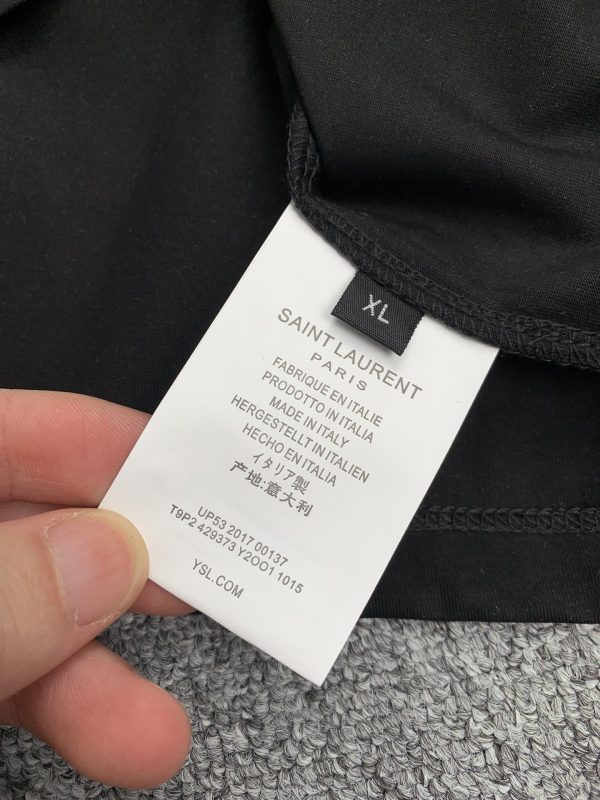 XL
SAINT LAURENT
PARIS
FABRIQUE EN ITALIE
PRODOTTO IN ITALIA
MADE IN ITALY
HERGESTELLT IN ITALIEN
HECHO EN ITALIA
イタリア製
产地:意大利
UP53 2017 00137
T9P2 429373 Y2OO1 1015
YSL.COM